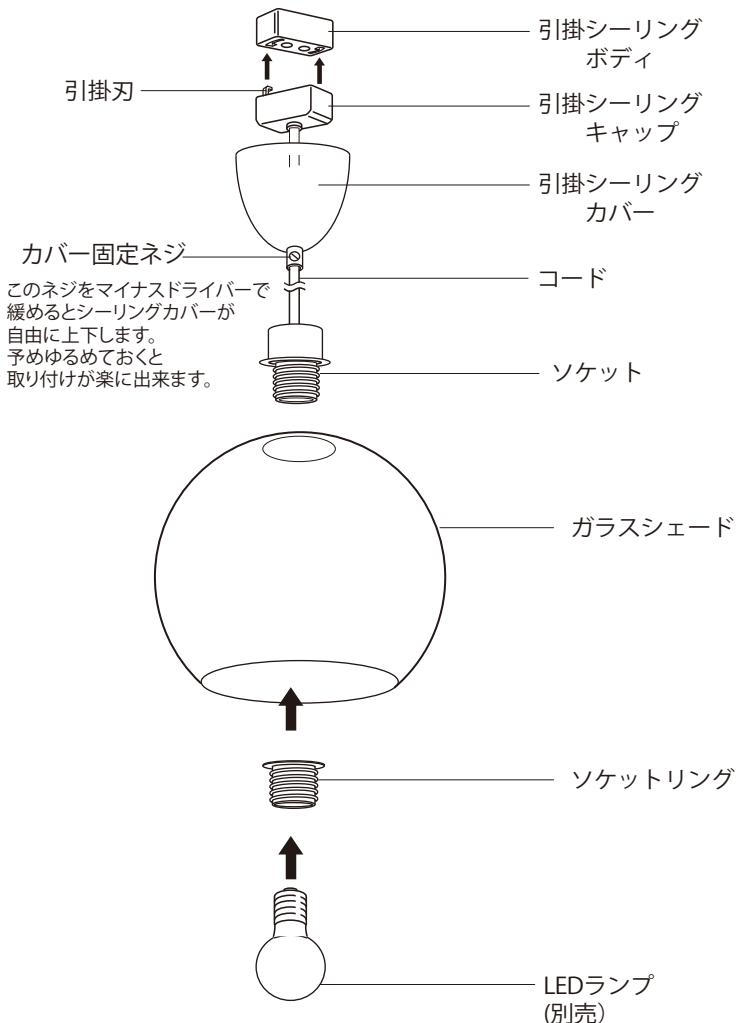 引掛シーリング
ボディ
引掛刃
引掛シーリング
キャップ
引掛シーリング
カバー
カバー固定ネジ
このネジをマイナスドライバーで
緩めるとシーリングカバーが
自由に上下します。
予めゆるめておくと
取り付けが楽に出来ます。
コード
ソケット
ガラスシェード
ソケットリング
LEDランプ
(別売)